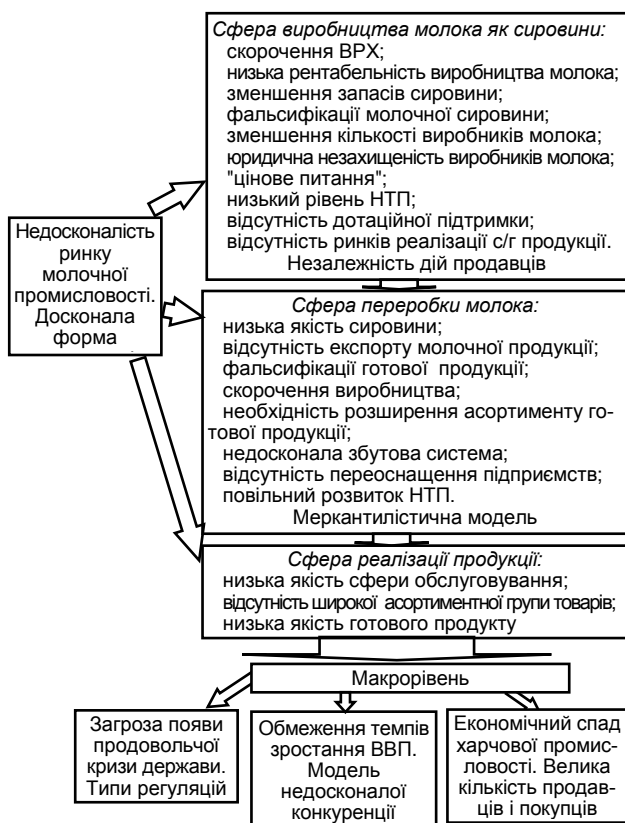 Сфера виробництва молока як сировини:
скорочення ВРХ;
низька рентабельність виробництва молока;
зменшення запасів сировини;
фальсифікації молочної сировини;
зменшення кількості виробників молока;
юридична незахищеність виробників молока;
"цінове питання";
низький рівень НТП;
відсутність дотаційної підтримки;
відсутність ринків реалізації с/г продукції.
Незалежність дій продавців
Недосконалість
ринку
молочної
промисловості.
Досконала
форма
Сфера переробки молока:
низька якість сировини;
відсутність експорту молочної продукції;
фальсифікації готової продукції;
скорочення виробництва;
необхідність розширення асортименту го-
тової продукції;
недосконала збутова система;
відсутність переоснащення підприємств;
повільний розвиток НТП.
Меркантилістична модель
Сфера реалізації продукції:
низька якість сфери обслуговування;
відсутність широкої асортиментної групи товарів;
низька якість готового продукту
Макрорівень
Загроза появи
продовольчої
кризи держави.
Типи регуляцій
Обмеження темпів
зростання ВВП.
Модель
недосконалої
конкуренції
Економічний спад
харчової промис-
ловості. Велика
кількість продав-
ців і покупців